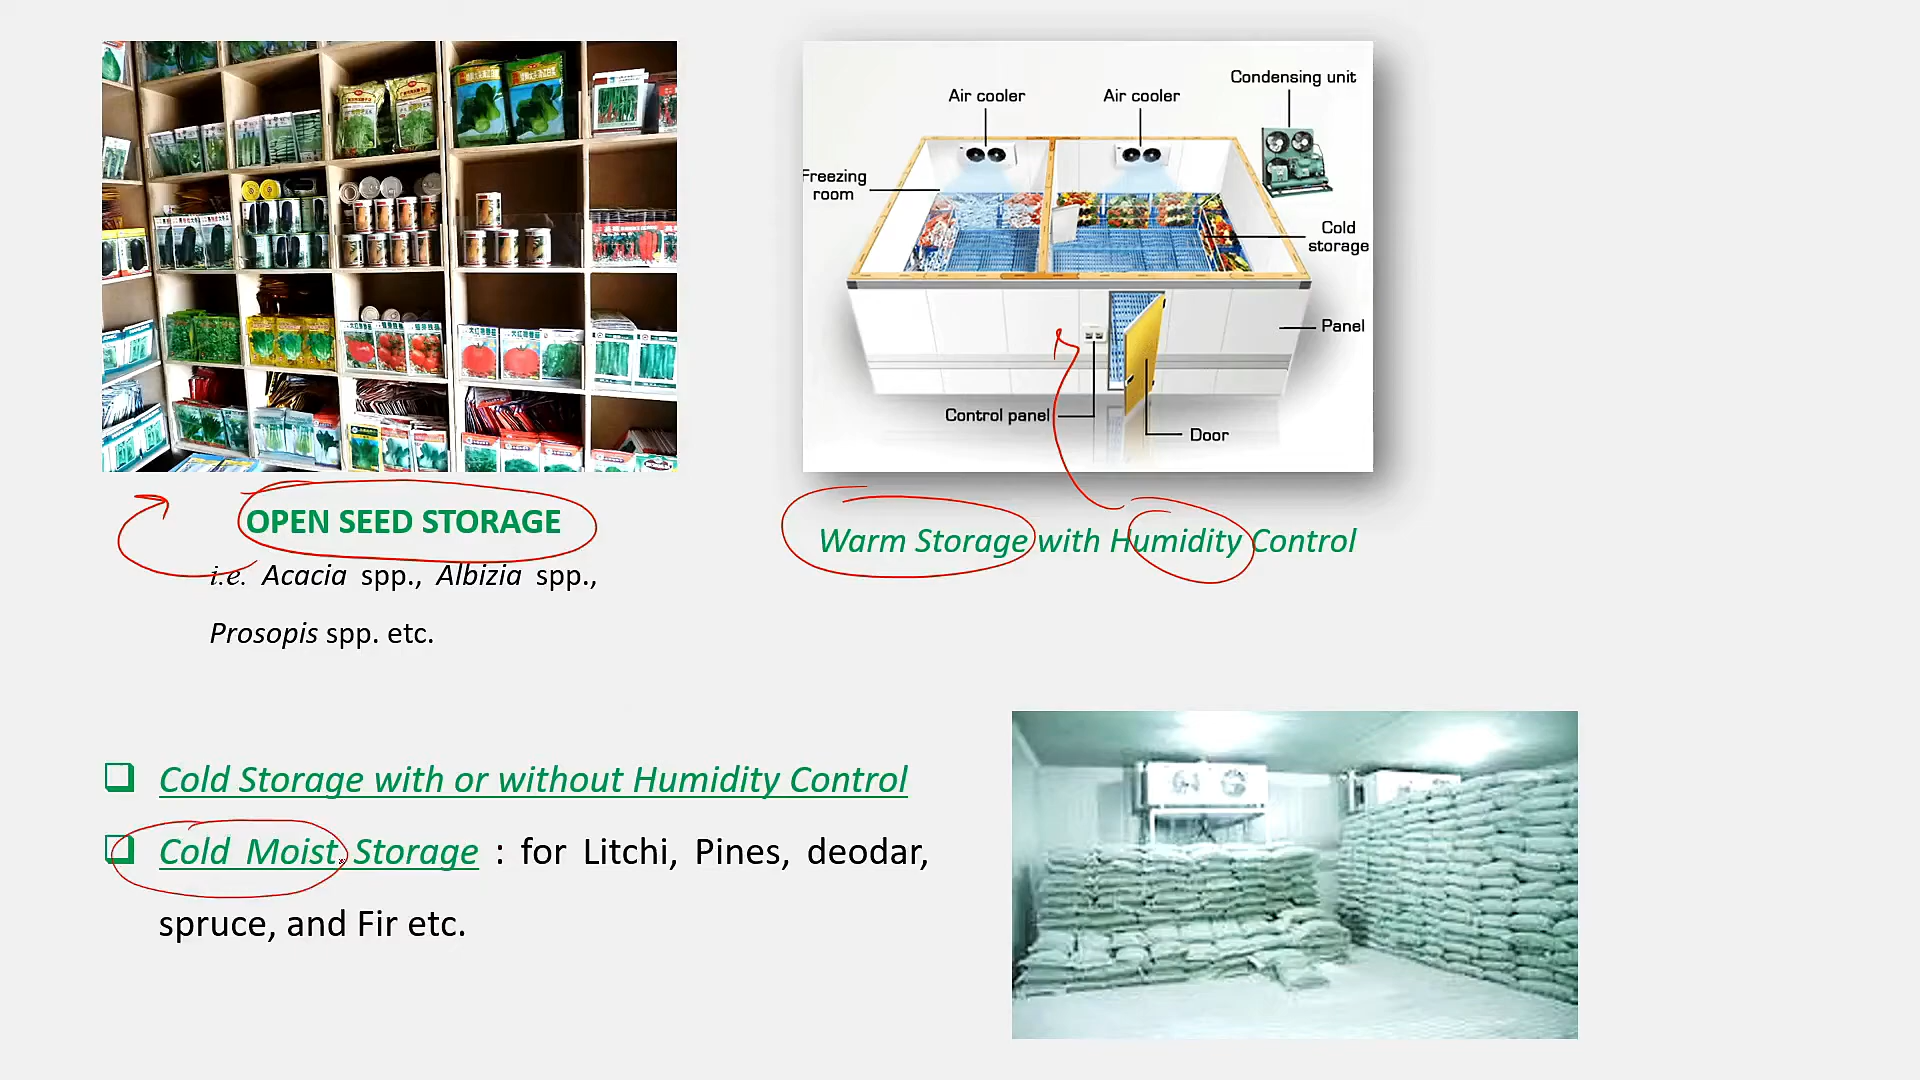 Air cooler
Air cooler
Condensing unit
Freezing
room
Cold
storage
Panel
Control panel
Door
OPEN SEED STORAGE
i.e. Acacia spp., Albizia spp.,
Prosopis spp. etc.
Warm Storage with Humidity Control
Cold Storage with or without Humidity Control
Cold Moist Storage : for Litchi, Pines, deodar,
spruce, and Fir etc.